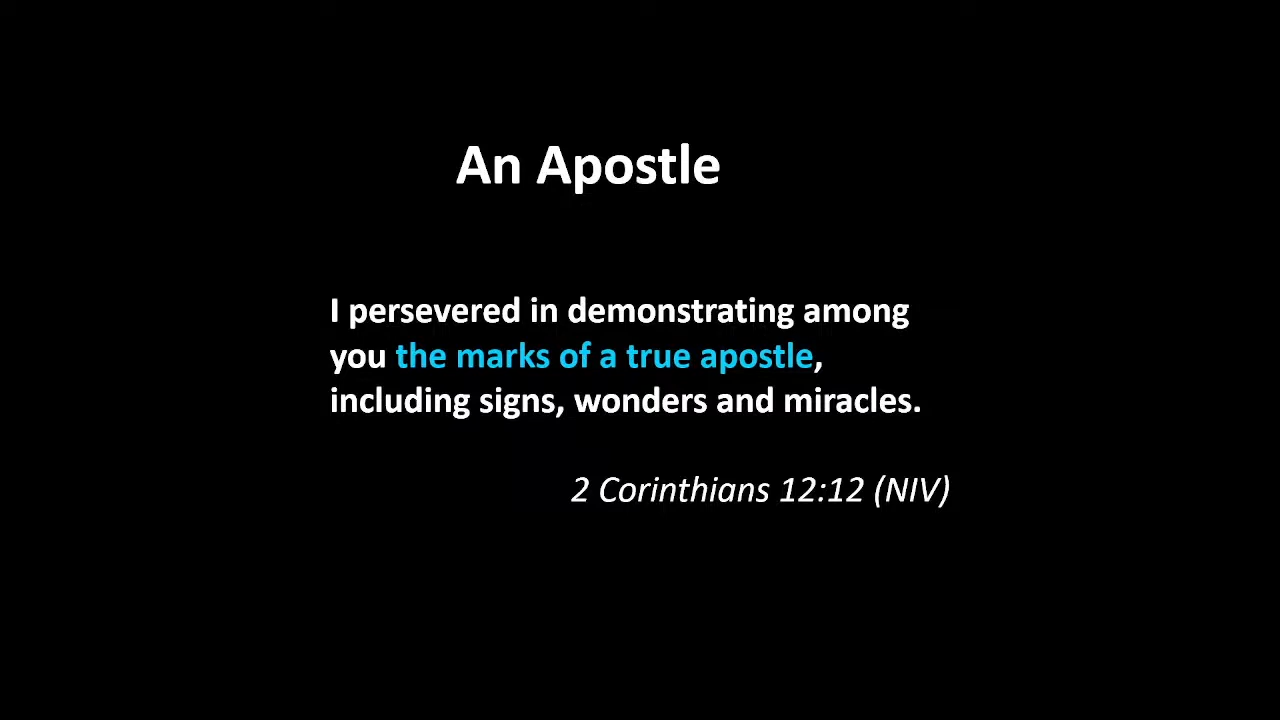 An Apostle
I persevered in demonstrating among
you the marks of a true apostle,
including signs, wonders and miracles.
2 Corinthians 12:12 (NIV)